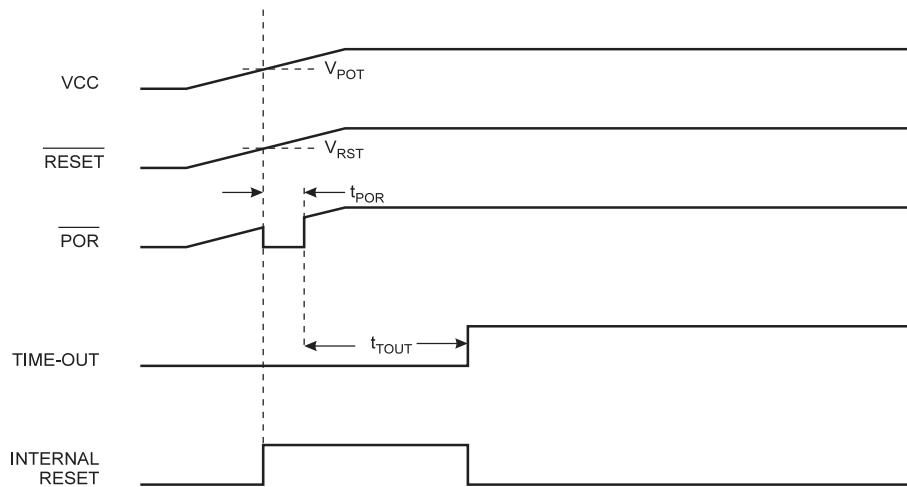 VCC
V_POT
RESET
V_RST
t_POR
POR
t_TOUT
TIME-OUT
INTERNAL
RESET